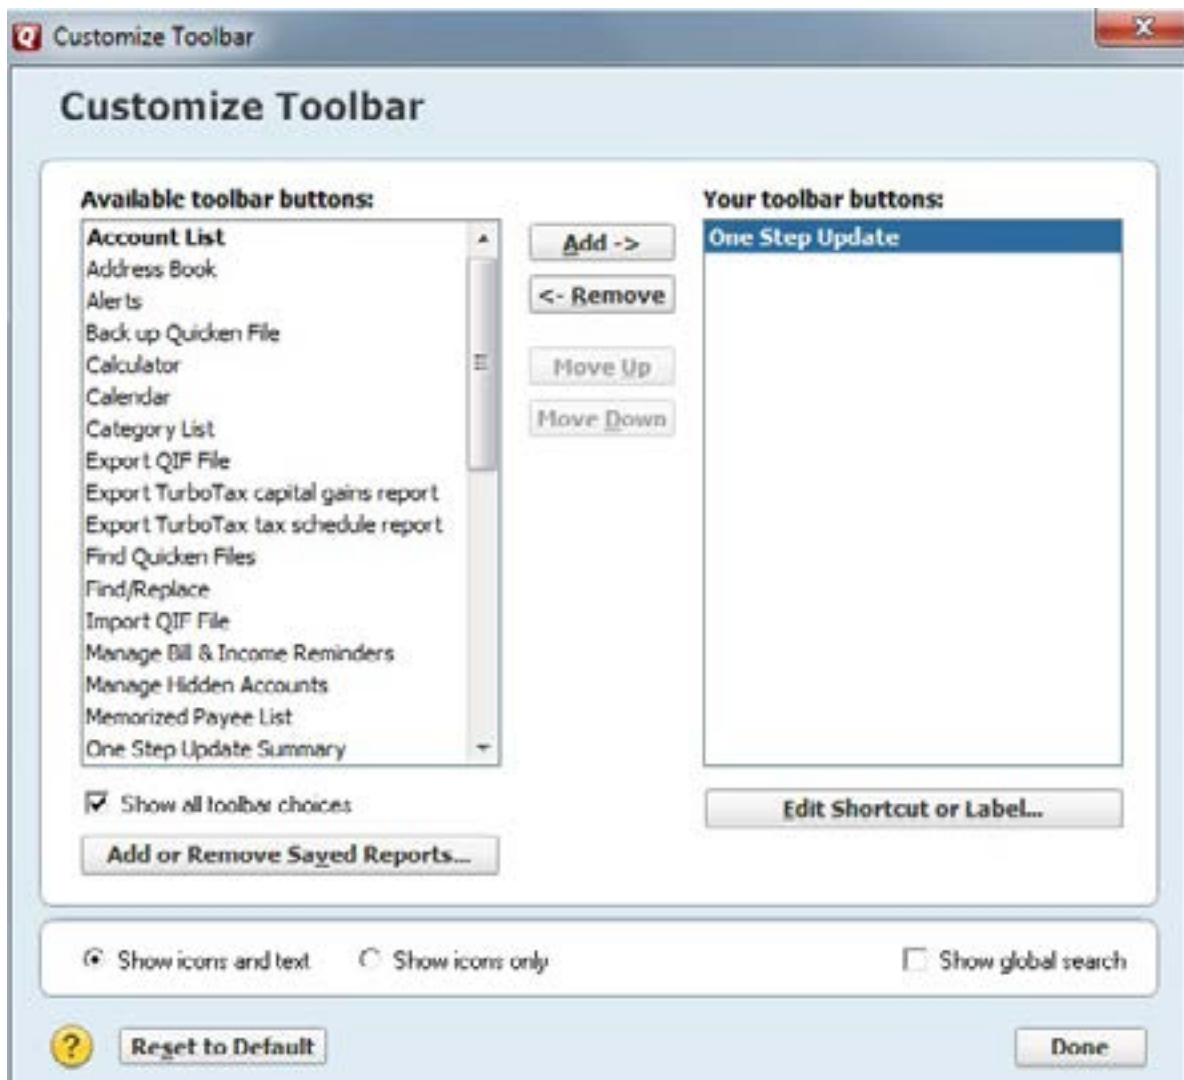 Customize Toolbar
Customize Toolbar
Available toolbar buttons:
Account List
Address Book
Alerts
Back up Quicken File
Calculator
Calendar
Category List
Export QIF File
Export TurboTax capital gains report
Export TurboTax tax schedule report
Find Quicken Files
Find/Replace
Import QIF File
Manage Bill & Income Reminders
Manage Hidden Accounts
Memorized Payee List
One Step Update Summary
Show all toolbar choices
Add or Remove Saved Reports...
Add ->
<- Remove
Move Up
Move Down
Your toolbar buttons:
One Step Update
Edit Shortcut or Label...
Show icons and text
Show icons only
Show global search
?
Reset to Default
Done